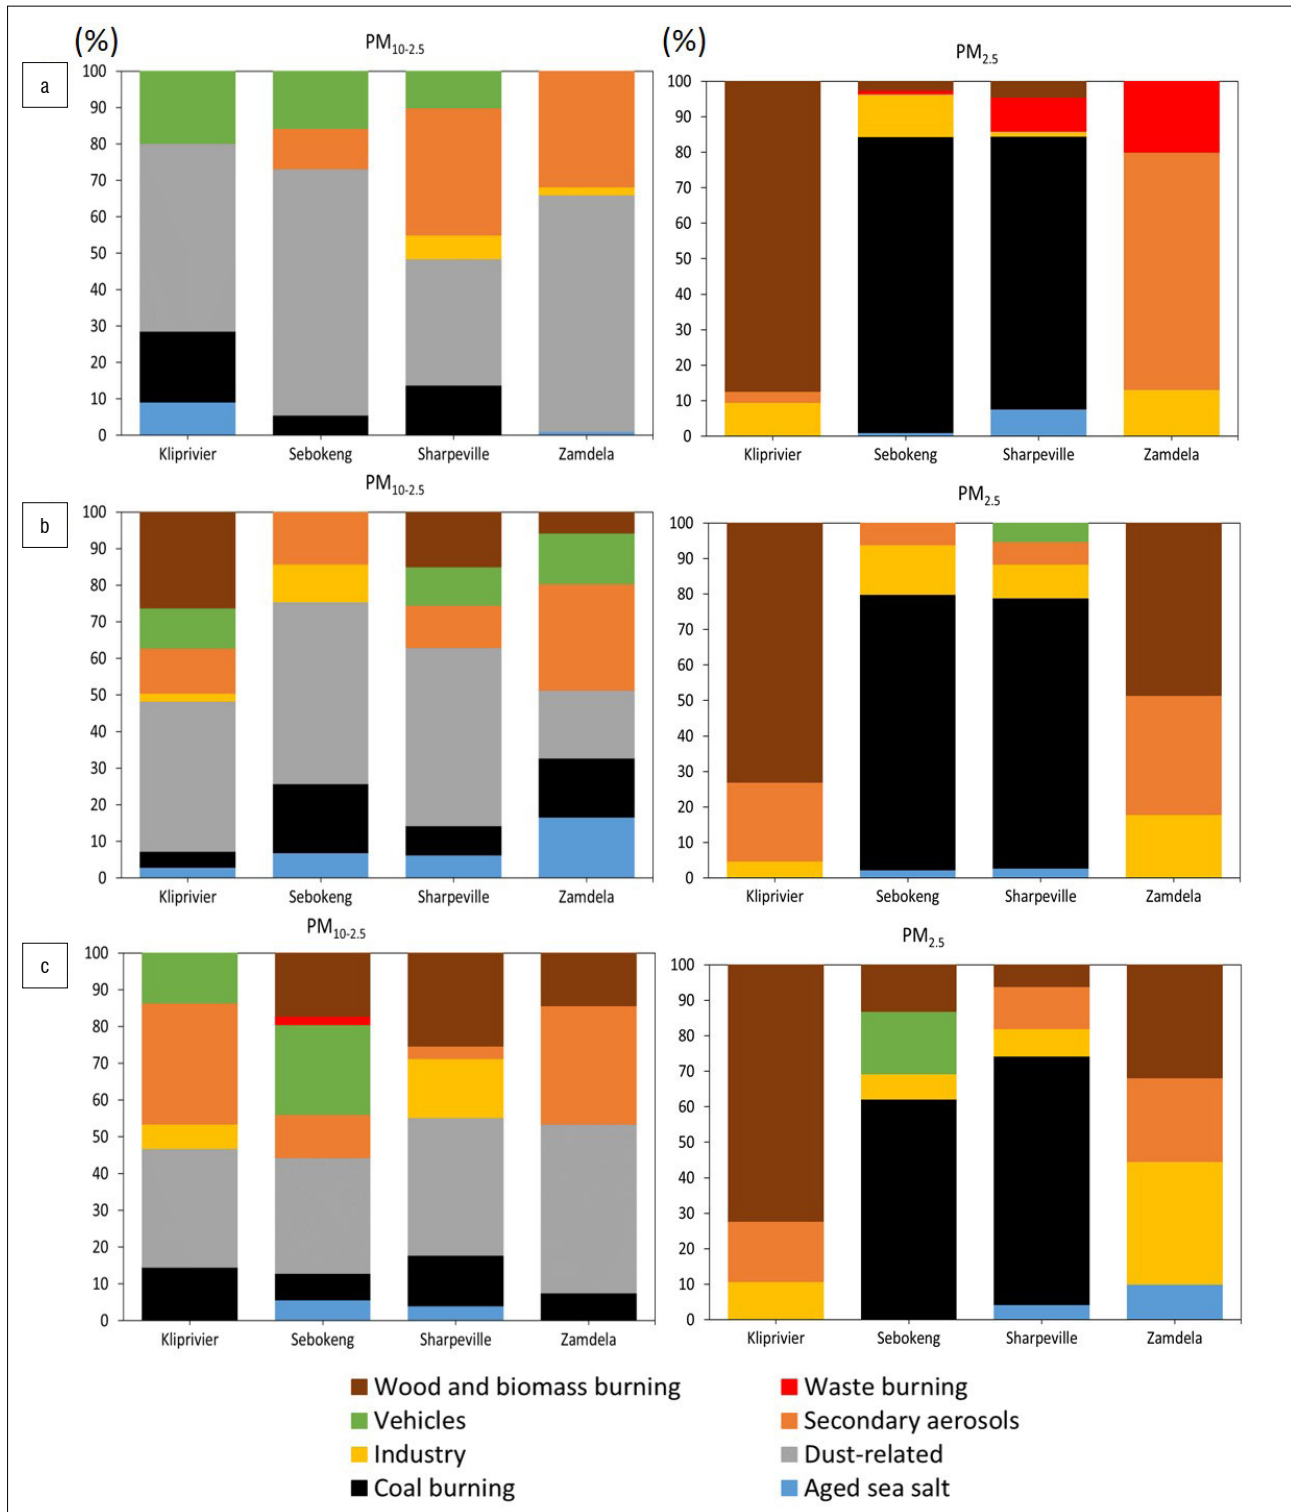 (%)
(%)
PM10-2.5
PM2.5
a
100
90
80
70
60
50
40
30
20
10
0
Kliprivier Sebokeng Sharpeville Zamdela
100
90
80
70
60
50
40
30
20
10
0
Kliprivier Sebokeng Sharpeville Zamdela
PM10-2.5
PM2.5
b
100
90
80
70
60
50
40
30
20
10
0
Kliprivier Sebokeng Sharpeville Zamdela
100
90
80
70
60
50
40
30
20
10
0
Kliprivier Sebokeng Sharpeville Zamdela
PM10-2.5
PM2.5
c
100
90
80
70
60
50
40
30
20
10
0
Kliprivier Sebokeng Sharpeville Zamdela
100
90
80
70
60
50
40
30
20
10
0
Kliprivier Sebokeng Sharpeville Zamdela
Wood and biomass burning
Waste burning
Vehicles
Secondary aerosols
Industry
Dust-related
Coal burning
Aged sea salt